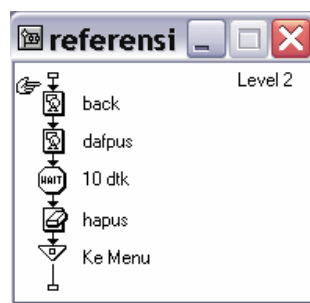 referensi
Level 2
back
dafpus
WAIT
10 dtk
hapus
Ke Menu